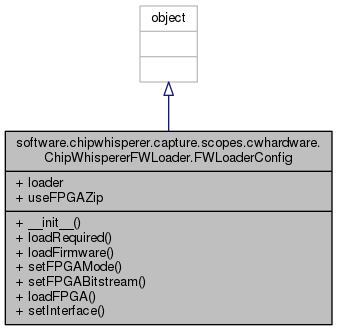 object
software.chipwhisperer.capture.scopes.cwhardware.
ChipWhispererFWLoader.FWLoaderConfig
+ loader
+ useFPGAZip
+ __init__()
+ loadRequired()
+ loadFirmware()
+ setFPGAMode()
+ setFPGABitstream()
+ loadFPGA()
+ setInterface()